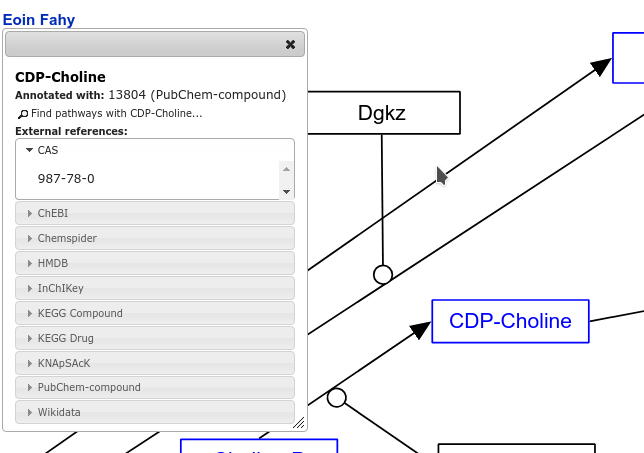 Eoin Fahy
CDP-Choline
Annotated with: 13804 (PubChem-compound)
Find pathways with CDP-Choline...
External references:
CAS
987-78-0
ChEBI
Chemspider
HMDB
InChIKey
KEGG Compound
KEGG Drug
KNApSAcK
PubChem-compound
Wikidata
Dgkz
CDP-Choline